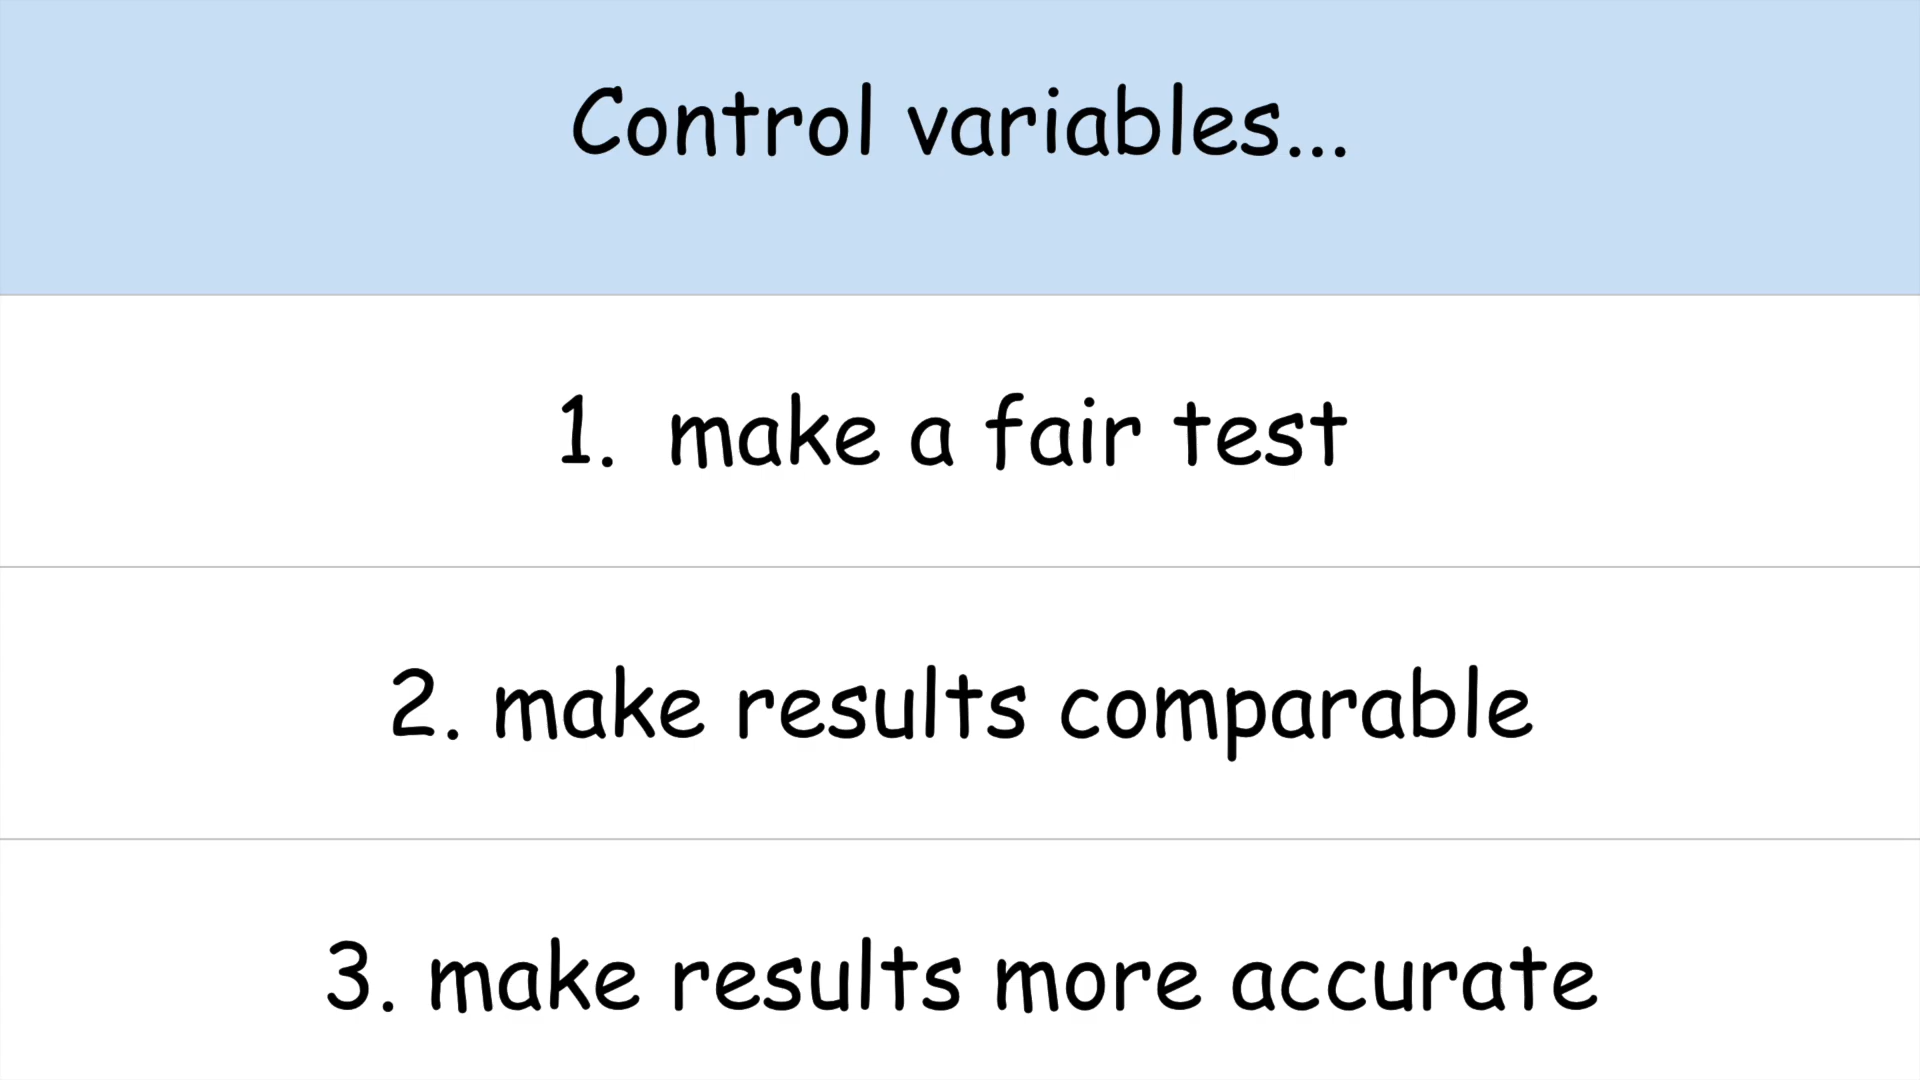 Control variables...
1. make a fair test
2. make results comparable
3. make results more accurate